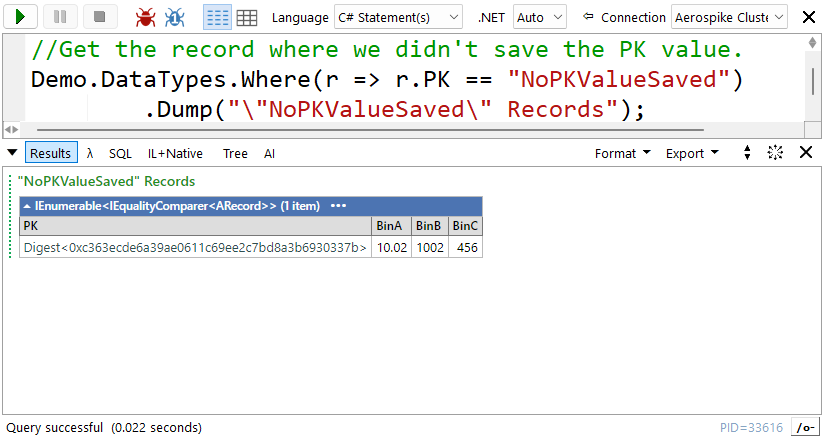 Language C# Statement(s) .NET Auto Connection Aerospike Cluste
//Get the record where we didn't save the PK value.
Demo.DataTypes.Where(r => r.PK == "NoPKValueSaved")
.Dump("\"NoPKValueSaved\" Records");
Results λ SQL IL+Native Tree AI Format Export
"NoPKValueSaved" Records
IEnumerable<IEqualityComparer<ARecord>> (1 item) •••
PK BinA BinB BinC
Digest<0xc363ecde6a39ae0611c69ee2c7bd8a3b6930337b> 10.02 1002 456
Query successful (0.022 seconds) PID=33616 /o-